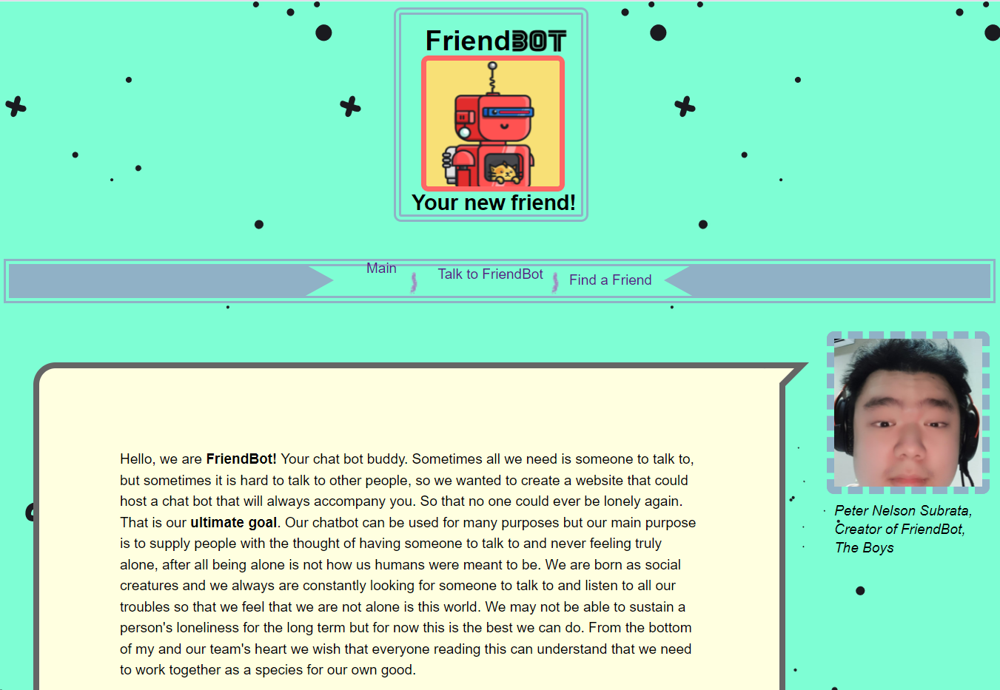 FriendBOT
Your new friend!
Main
Talk to FriendBot
Find a Friend
Hello, we are FriendBot! Your chat bot buddy. Sometimes all we need is someone to talk to,
but sometimes it is hard to talk to other people, so we wanted to create a website that could
host a chat bot that will always accompany you. So that no one could ever be lonely again.
That is our ultimate goal. Our chatbot can be used for many purposes but our main purpose
is to supply people with the thought of having someone to talk to and never feeling truly
alone, after all being alone is not how us humans were meant to be. We are born as social
creatures and we always are constantly looking for someone to talk to and listen to all our
troubles so that we feel that we are not alone is this world. We may not be able to sustain a
person's loneliness for the long term but for now this is the best we can do. From the bottom
of my and our team's heart we wish that everyone reading this can understand that we need
to work together as a species for our own good.
Peter Nelson Subrata,
Creator of FriendBot,
The Boys